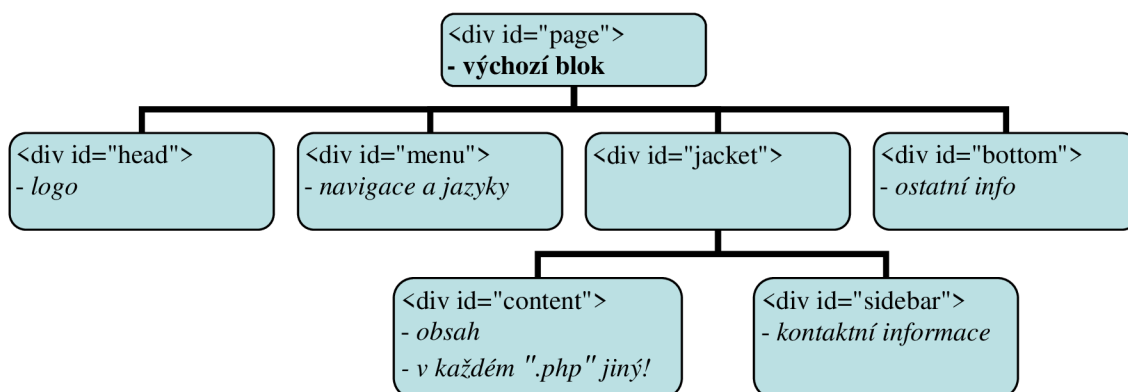 <div id="page">
- výchozí blok
<div id="head">
- logo
<div id="menu">
- navigace a jazyky
<div id="jacket">
<div id="bottom">
- ostatní info
<div id="content">
- obsah
- v každém ".php" jiný!
<div id="sidebar">
- kontaktní informace